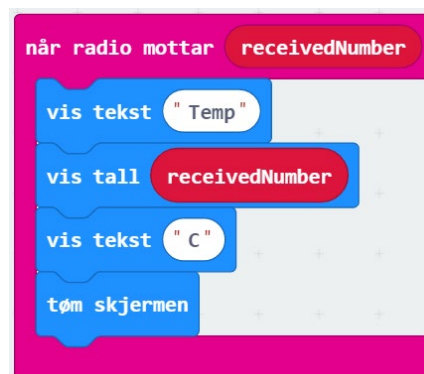 når radio mottar receivedNumber
vis tekst "Temp"
vis tall receivedNumber
vis tekst "C"
tøm skjermen